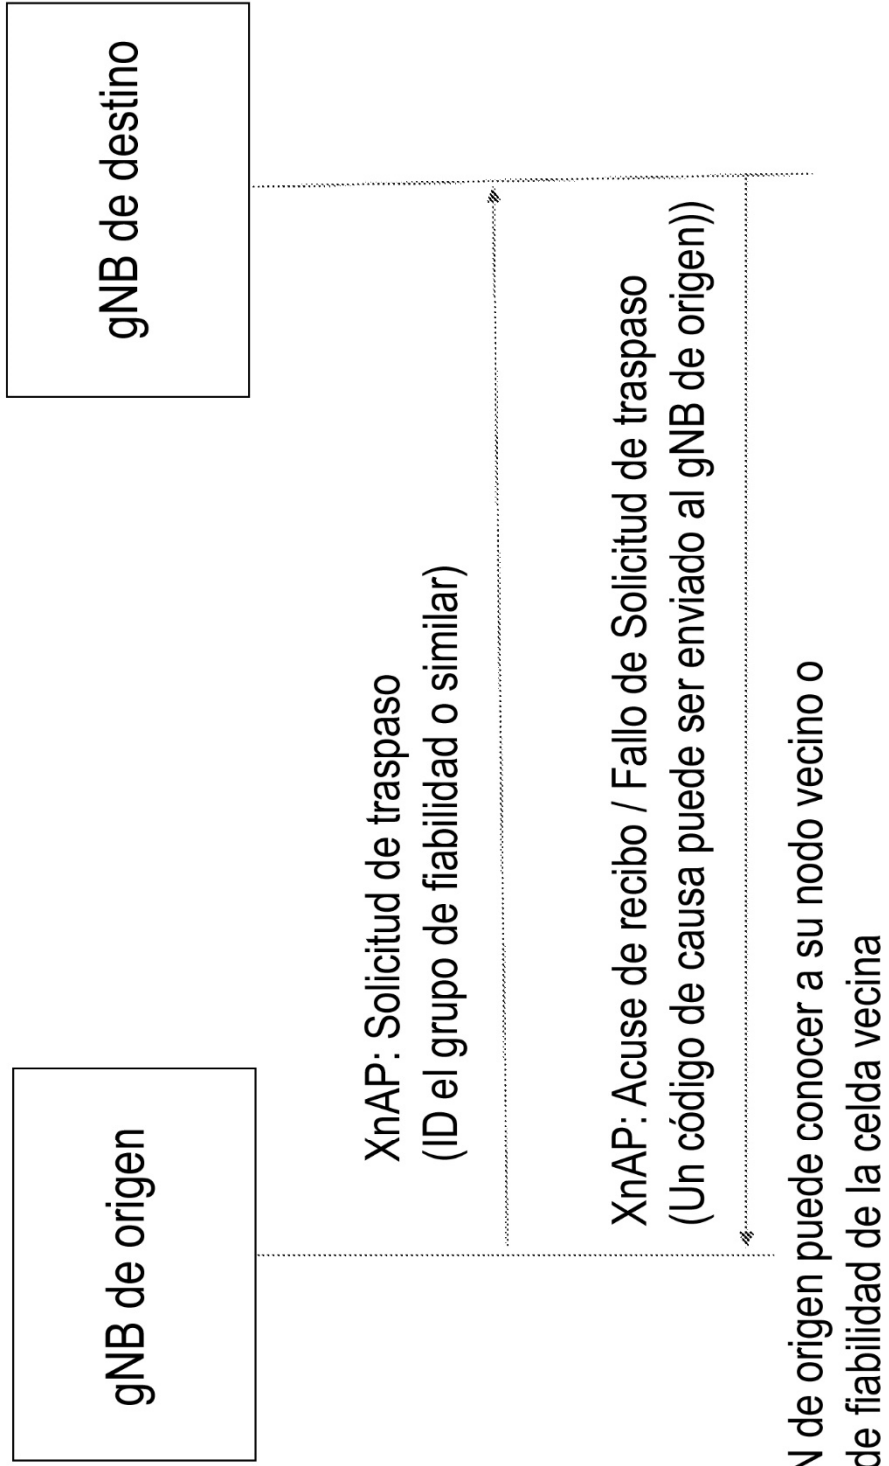 gNB de origen
gNB de destino
XnAP: Solicitud de traspaso
(ID el grupo de fiabilidad o similar)
XnAP: Acuse de recibo / Fallo de Solicitud de traspaso
(Un código de causa puede ser enviado al gNB de origen))
de origen puede conocer a su nodo vecino o
de fiabilidad de la celda vecina